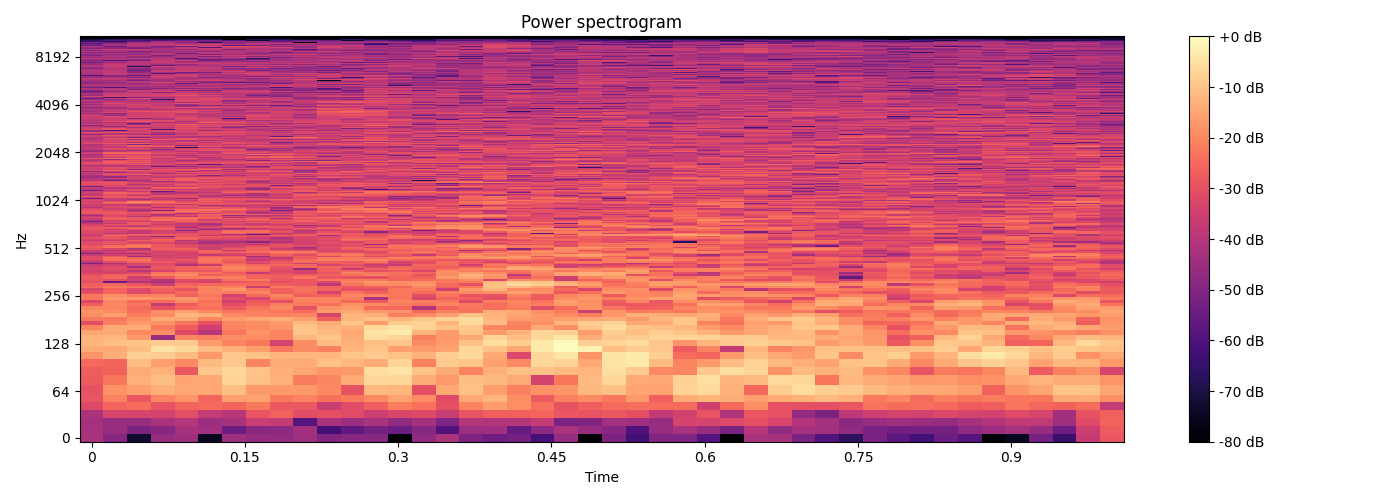 Power spectrogram
Hz
8192
4096
2048
1024
512
256
128
64
0
0 0.15 0.3 0.45 0.6 0.75 0.9
Time
+0 dB
-10 dB
-20 dB
-30 dB
-40 dB
-50 dB
-60 dB
-70 dB
-80 dB